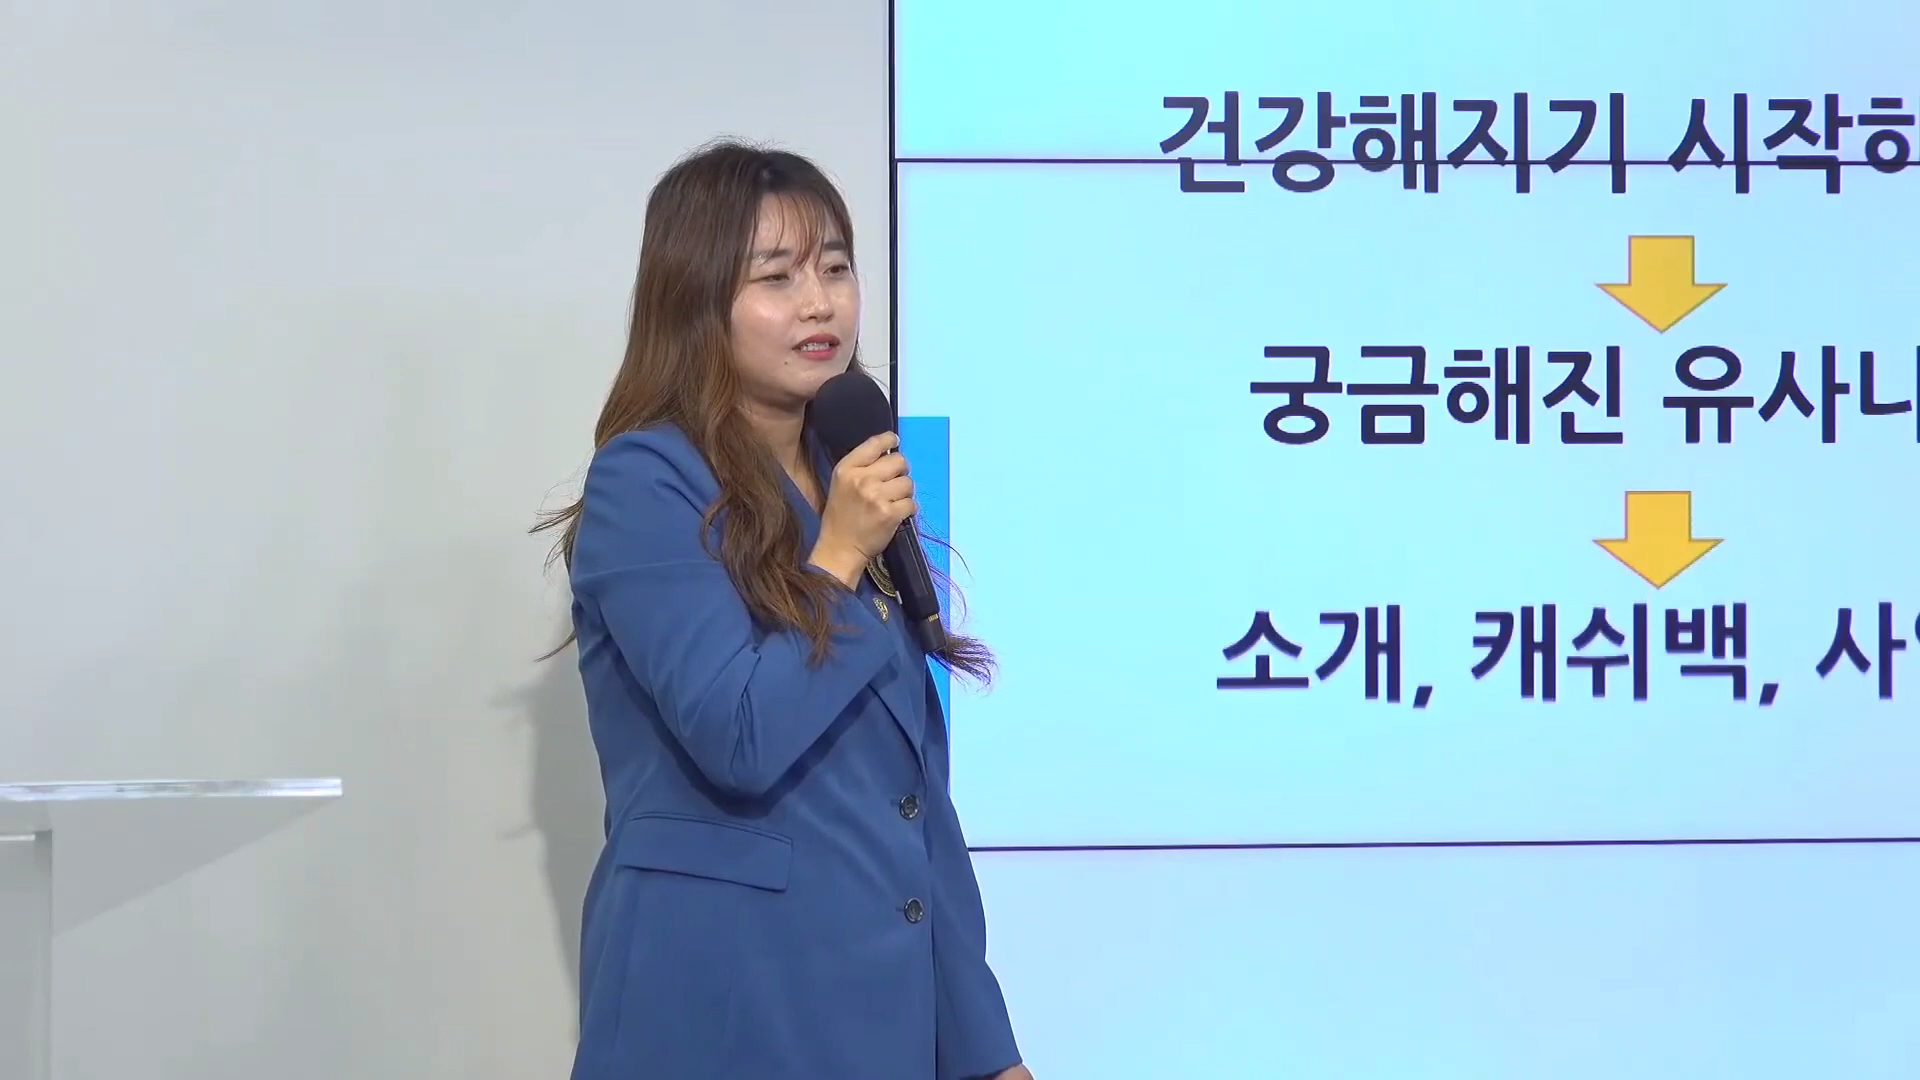 건강해지기 시작하
궁금해진 유사나
소개, 캐쉬백,